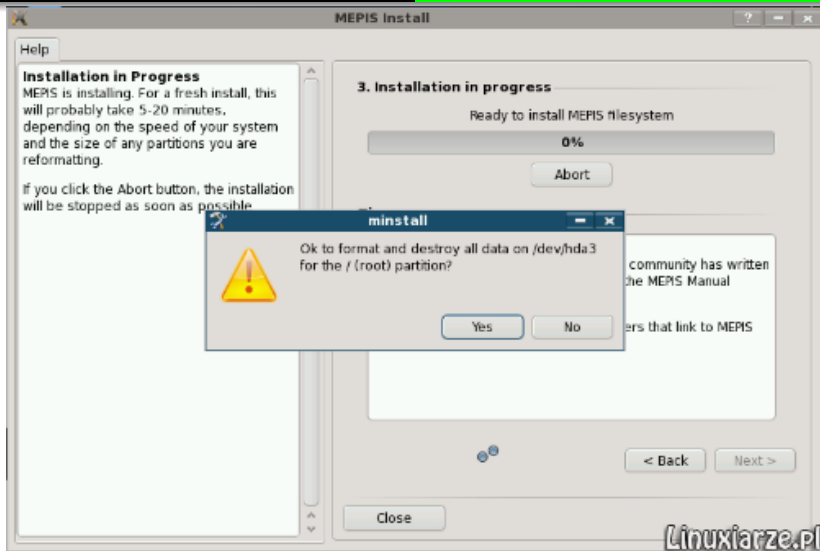 MEPIS Install
Help
Installation in Progress
MEPIS is installing. For a fresh install, this
will probably take 5-20 minutes,
depending on the speed of your system
and the size of any partitions you are
reformatting.
If you click the Abort button, the installation
will be stopped as soon as possible
3. Installation in progress
Ready to install MEPIS filesystem
0%
Abort
minstall
Ok to format and destroy all data on /dev/hda3
for the / (root) partition?
Yes
No
community has written
the MEPIS Manual
ers that link to MEPIS
< Back
Next >
Close
Linuxiarze.pl